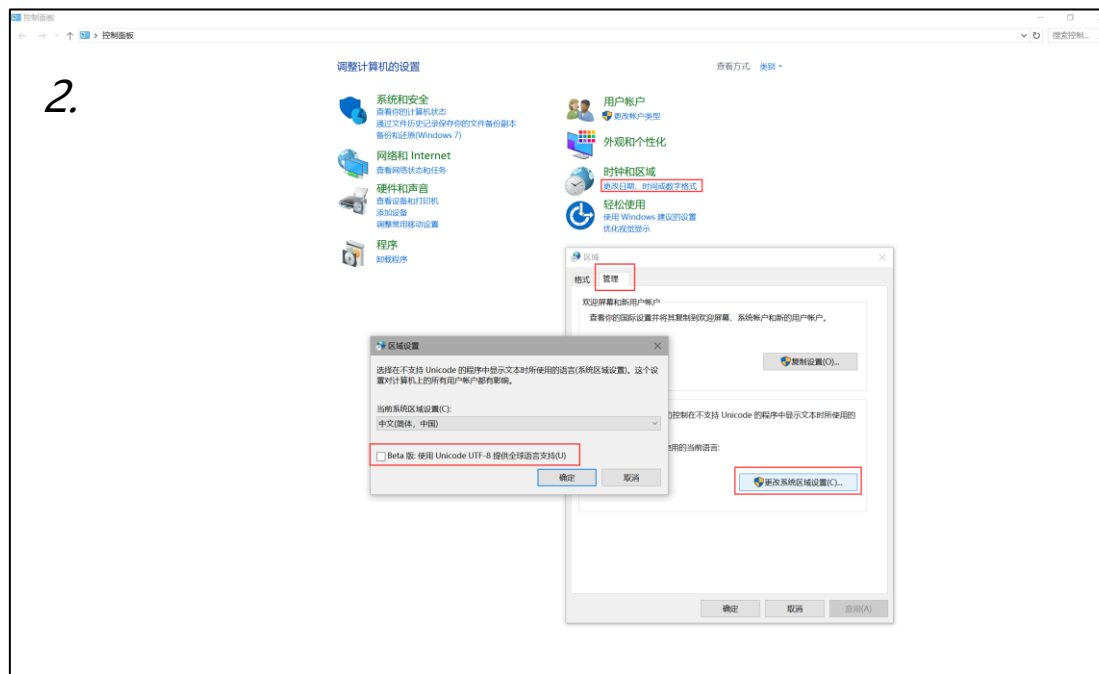 控制面板
控制面板
搜索控制...
调整计算机的设置
查看方式: 类别
2.
系统和安全
查看你的计算机状态
通过文件历史记录保存你的文件备份副本
备份和还原(Windows 7)
网络和 Internet
查看网络状态和任务
硬件和声音
查看设备和打印机
添加设备
调整常用移动设置
程序
卸载程序
用户帐户
更改帐户类型
外观和个性化
时钟和区域
更改日期、时间或数字格式
轻松使用
使用 Windows 建议的设置
优化视觉显示
区域
格式 管理
欢迎屏幕和新用户帐户
查看你的国际设置并将其复制到欢迎屏幕、系统帐户和新的用户帐户。
复制设置(O)...
控制在不支持 Unicode 的程序中显示文本时所使用的
用的当前语言:
更改系统区域设置(C)...
确定 取消 应用(A)
区域设置
选择在不支持 Unicode 的程序中显示文本时所使用的语言(系统区域设置)。这个设
置对计算机上的所有用户帐户都有影响。
当前系统区域设置(C):
中文(简体，中国)
Beta 版: 使用 Unicode UTF-8 提供全球语言支持(U)
确定 取消